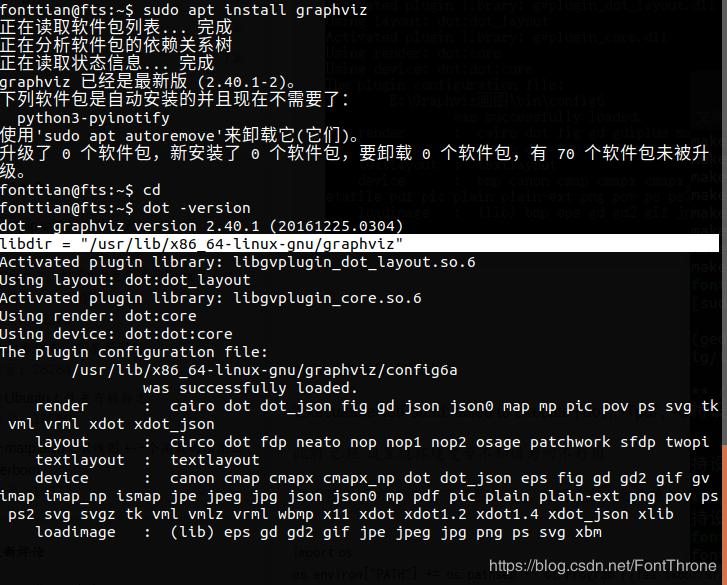 fonttian@fts:~$ sudo apt install graphviz
正在读取软件包列表... 完成
正在分析软件包的依赖关系树
正在读取状态信息... 完成
graphviz 已经是最新版 (2.40.1-2)。
下列软件包是自动安装的并且现在不需要了：
python3-pyinotify
使用'sudo apt autoremove'来卸载它(它们)。
升级了 0 个软件包，新安装了 0 个软件包，要卸载 0 个软件包，有 70 个软件包未被升
级。
fonttian@fts:~$ cd
fonttian@fts:~$ dot -version
dot - graphviz version 2.40.1 (20161225.0304)
libdir = "/usr/lib/x86_64-linux-gnu/graphviz"
Activated plugin library: libgvplugin_dot_layout.so.6
Using layout: dot:dot_layout
Activated plugin library: libgvplugin_core.so.6
Using render: dot:core
Using device: dot:dot:core
The plugin configuration file:
/usr/lib/x86_64-linux-gnu/graphviz/config6a
was successfully loaded.
render : cairo dot dot_json fig gd json json0 map mp pic pov ps svg tk
vml vrml xdot xdot_json
layout : circo dot fdp neato nop nop1 nop2 osage patchwork sfdp twopi
textlayout : textlayout
device : canon cmap cmapx cmapx_np dot dot_json eps fig gd gd2 gif gv
imap imap_np ismap jpe jpeg jpg json json0 mp pdf pic plain plain-ext png pov ps
ps2 svg svgz tk vml vmlz vrml wbmp x11 xdot xdot1.2 xdot1.4 xdot_json xlib
loadimage : (lib) eps gd gd2 gif jpe jpeg jpg png ps svg xbm
import os
https://blog.csdn.net/FontThrone